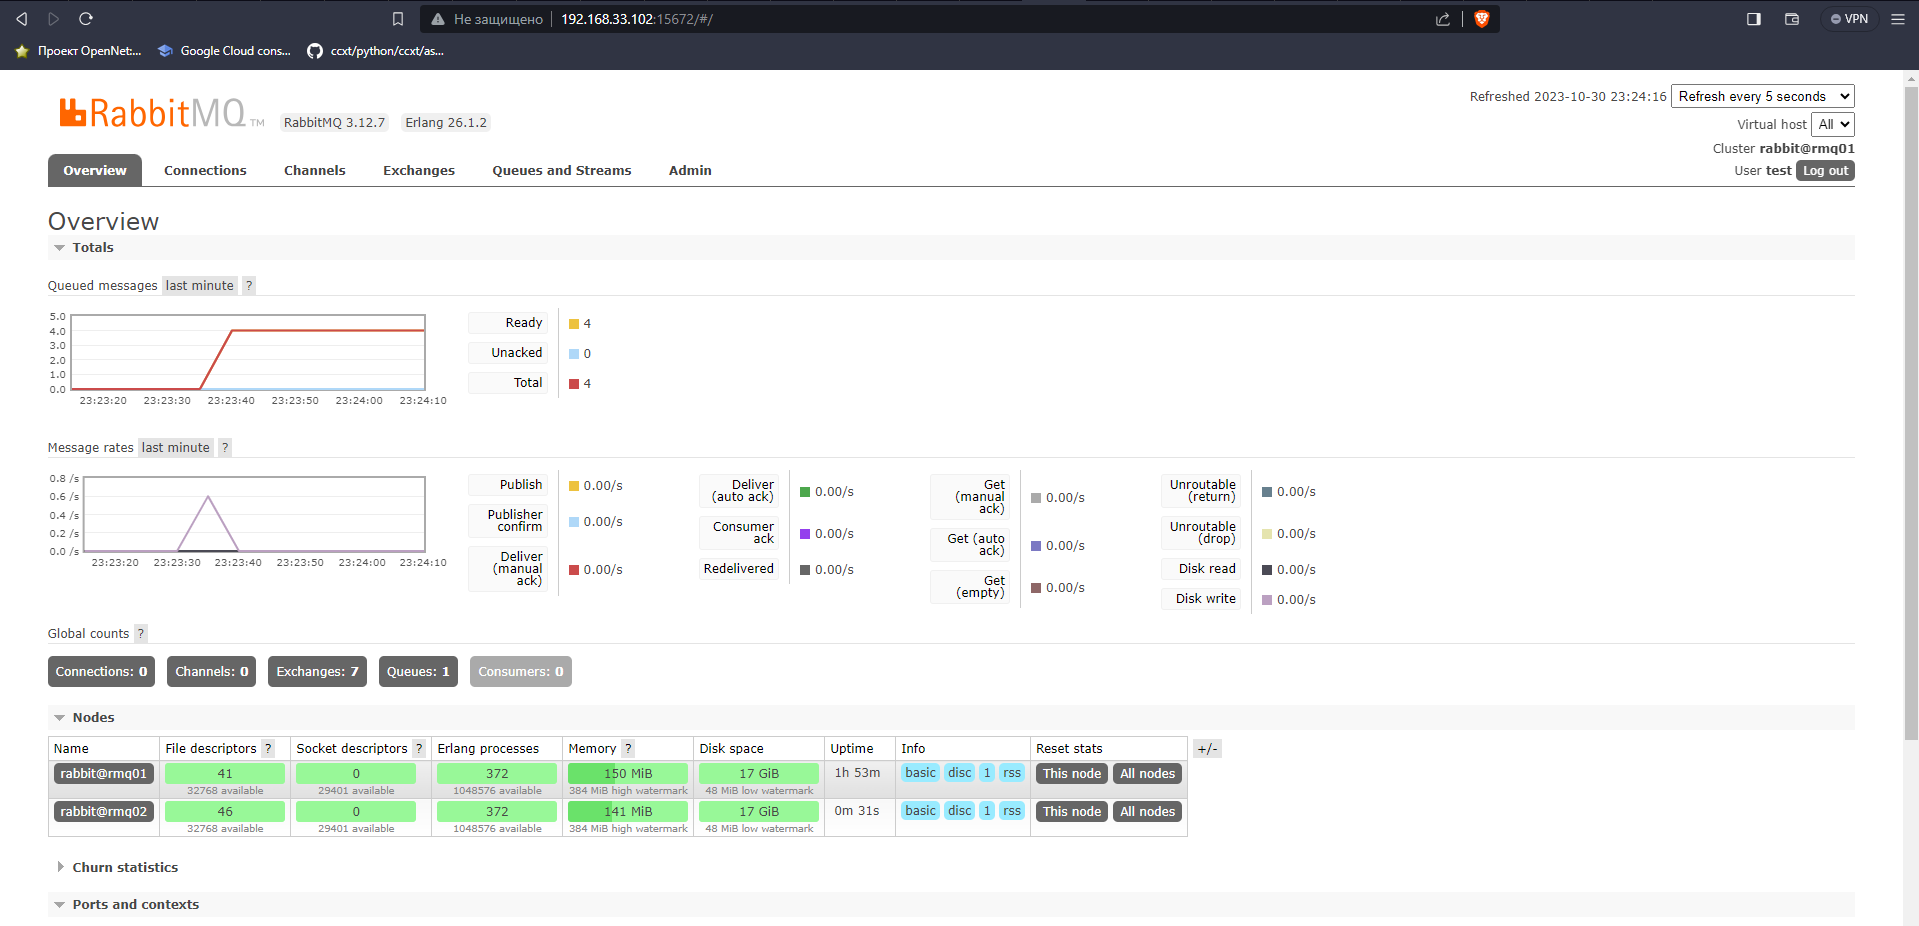 Не защищено 192.168.33.102:15672/#/
VPN
Проект OpenNet:... Google Cloud cons... ccxt/python/ccxt/as...
RabbitMQ TM RabbitMQ 3.12.7 Erlang 26.1.2
Refreshed 2023-10-30 23:24:16 Refresh every 5 seconds
Virtual host All
Cluster rabbit@rmq01
User test Log out
Overview Connections Channels Exchanges Queues and Streams Admin
Overview
Totals
Queued messages last minute ?
5.0
4.0
3.0
2.0
1.0
0.0
23:23:20 23:23:30 23:23:40 23:23:50 23:24:00 23:24:10
Ready 4
Unacked 0
Total 4
Message rates last minute ?
0.8 /s
0.6 /s
0.4 /s
0.2 /s
0.0 /s
23:23:20 23:23:30 23:23:40 23:23:50 23:24:00 23:24:10
Publish 0.00/s
Publisher
confirm 0.00/s
Deliver
(manual 0.00/s
ack)
Deliver
(auto ack) 0.00/s
Consumer
ack 0.00/s
Redelivered 0.00/s
Get
(manual 0.00/s
ack)
Get (auto
ack) 0.00/s
Get
(empty) 0.00/s
Unroutable
(return) 0.00/s
Unroutable
(drop) 0.00/s
Disk read 0.00/s
Disk write 0.00/s
Global counts ?
Connections: 0 Channels: 0 Exchanges: 7 Queues: 1 Consumers: 0
Nodes
Name File descriptors ? Socket descriptors ? Erlang processes Memory ? Disk space Uptime Info Reset stats +/-
rabbit@rmq01 41 0 372 150 MiB 17 GiB 1h 53m basic disc 1 rss This node All nodes
32768 available 29401 available 1048576 available 384 MiB high watermark 48 MiB low watermark
rabbit@rmq02 46 0 372 141 MiB 17 GiB 0m 31s basic disc 1 rss This node All nodes
32768 available 29401 available 1048576 available 384 MiB high watermark 48 MiB low watermark
Churn statistics
Ports and contexts